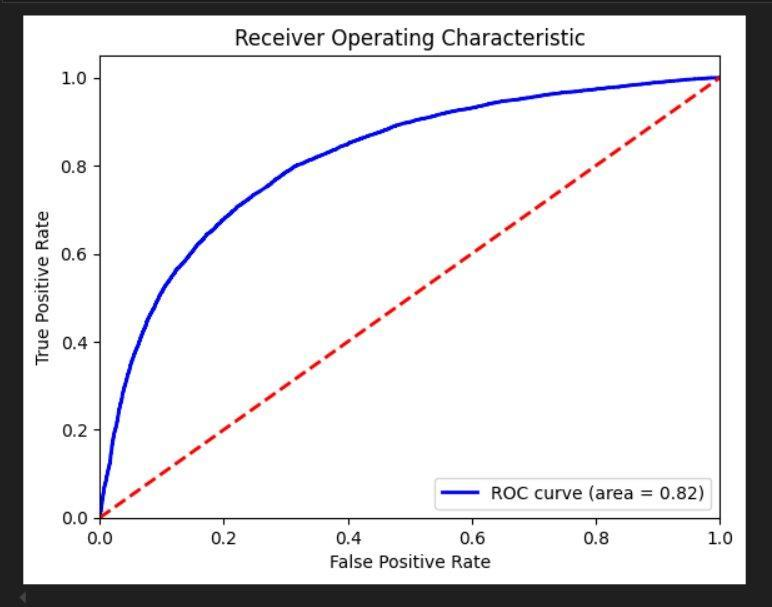 Receiver Operating Characteristic
1.0
0.8
0.6
0.4
0.2
0.0
True Positive Rate
ROC curve (area = 0.82)
0.0 0.2 0.4 0.6 0.8 1.0
False Positive Rate